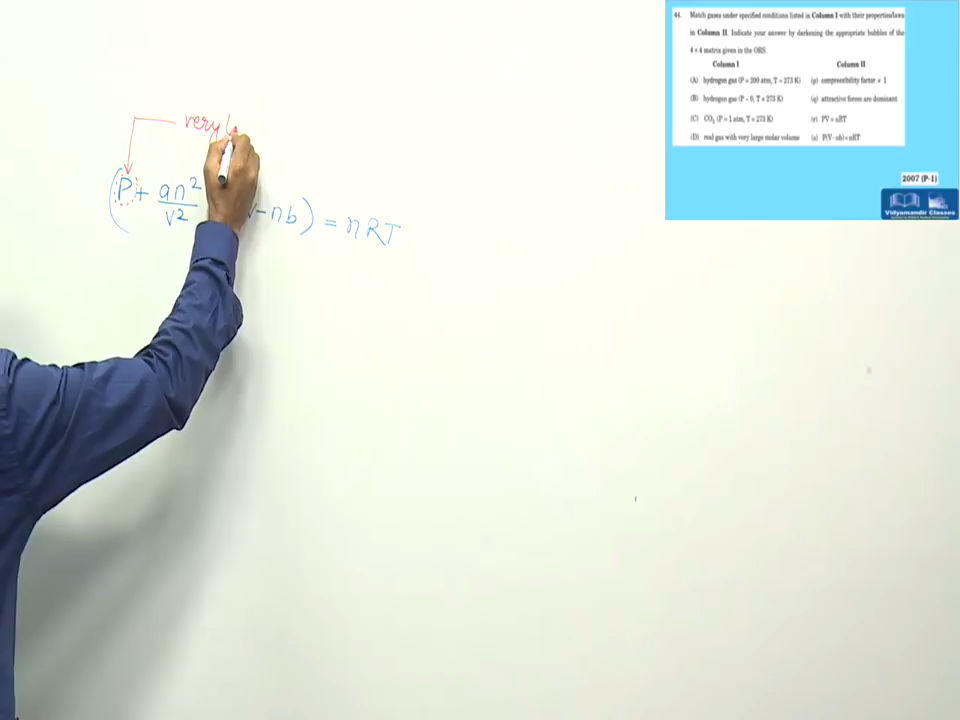 very
(P + an²/V² V - nb) = nRT
44. Match gases under specified conditions listed in Column I with their properties/laws
in Column II. Indicate your answer by darkening the appropriate bubbles of the
4 × 4 matrix given in the ORS.
Column I Column II
(A) hydrogen gas (P = 200 atm, T = 273 K) (p) compressibility factor ≠ 1
(B) hydrogen gas (P ~ 0, T = 273 K) (q) attractive forces are dominant
(C) CO₂ (P = 1 atm, T = 273 K) (r) PV = nRT
(D) real gas with very large molar volume (s) P(V - nb) = nRT
2007 (P-1)
Vidyamandir Classes